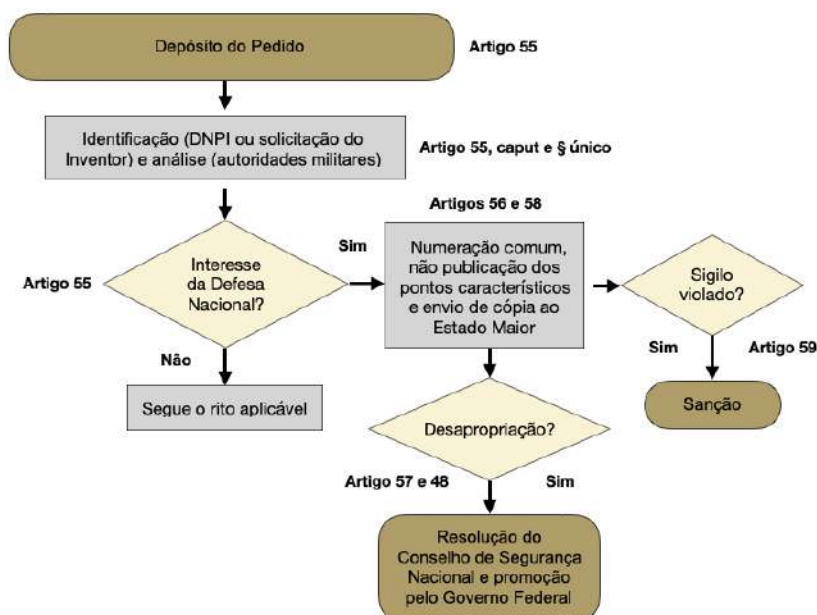 Depósito do Pedido
Artigo 55
Identificação (DNPI ou solicitação do
Inventor) e análise (autoridades militares)
Artigo 55, caput e § único
Artigo 55
Interesse
da Defesa
Nacional?
Sim
Não
Segue o rito aplicável
Artigos 56 e 58
Numeração comum,
não publicação dos
pontos característicos
e envio de cópia ao
Estado Maior
Sigilo
violado?
Sim
Artigo 59
Sanção
Desapropriação?
Artigo 57 e 48
Sim
Resolução do
Conselho de Segurança
Nacional e promoção
pelo Governo Federal